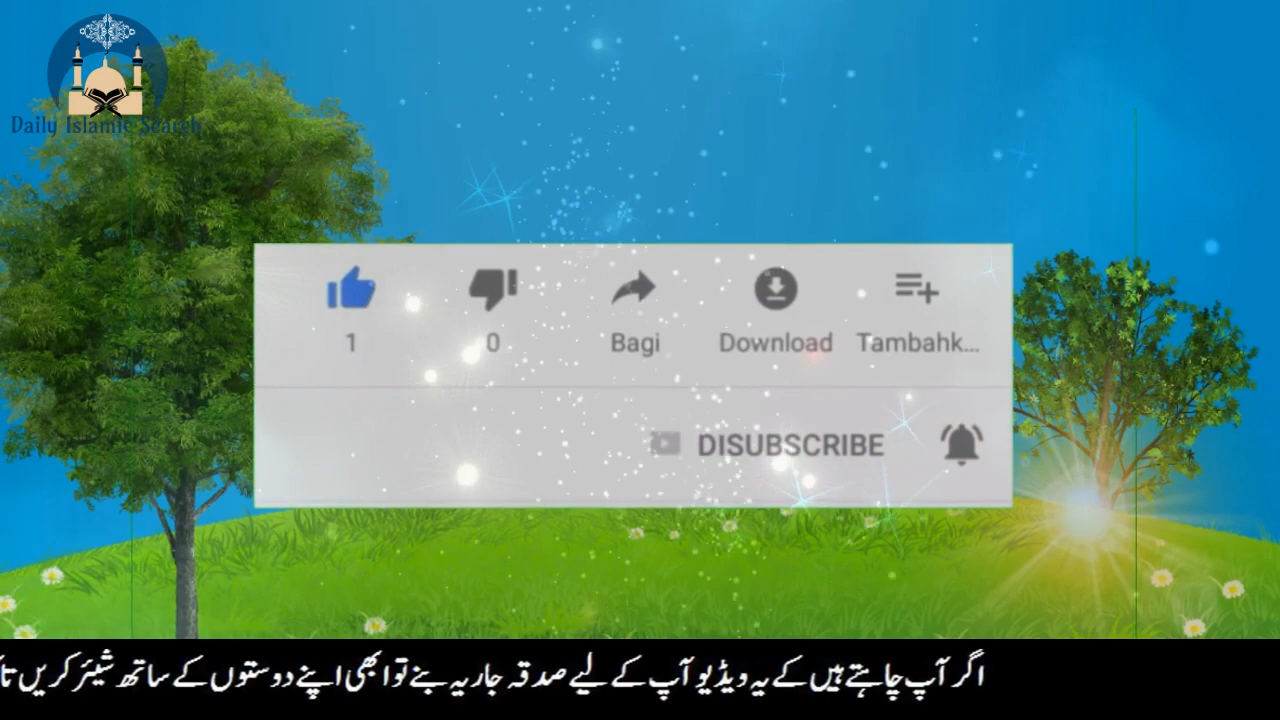 Daily Islamic Search
1
0
Bagi
Download
Tambahk...
DISUBSCRIBE
اگر آپ چاہتے ہیں کے یہ ویڈیو آپ کے لیے صدقہ جاریہ بنے تو ابھی اپنے دوستوں کے ساتھ شیئر کریں تا